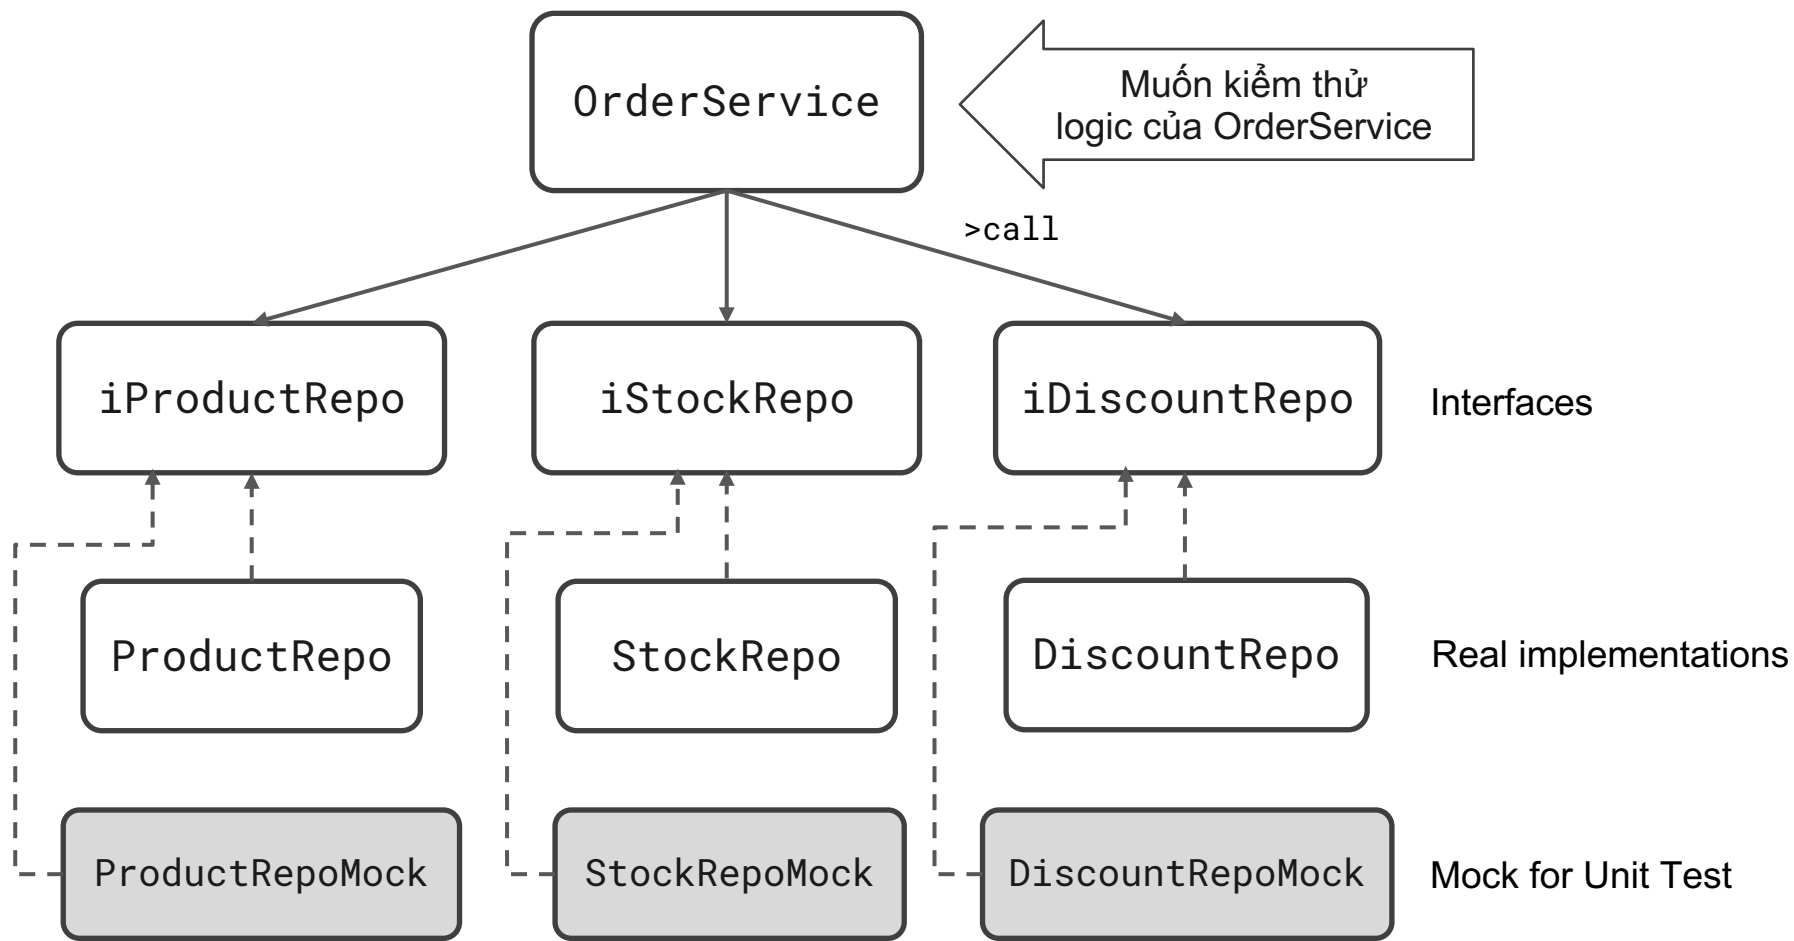 OrderService
Muốn kiểm thử
logic của OrderService
>call
iProductRepo
iStockRepo
iDiscountRepo
Interfaces
ProductRepo
StockRepo
DiscountRepo
Real implementations
ProductRepoMock
StockRepoMock
DiscountRepoMock
Mock for Unit Test